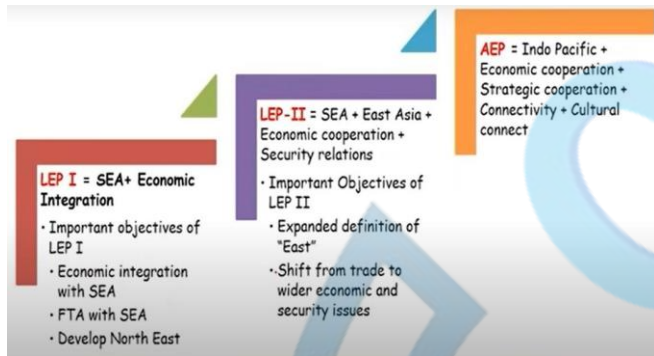 LEP I = SEA+ Economic
Integration
• Important objectives of
LEP I
• Economic integration
with SEA
• FTA with SEA
• Develop North East
LEP-II = SEA + East Asia +
Economic cooperation +
Security relations
• Important Objectives of
LEP II
• Expanded definition of
"East"
• Shift from trade to
wider economic and
security issues
AEP = Indo Pacific +
Economic cooperation +
Strategic cooperation +
Connectivity + Cultural
connect